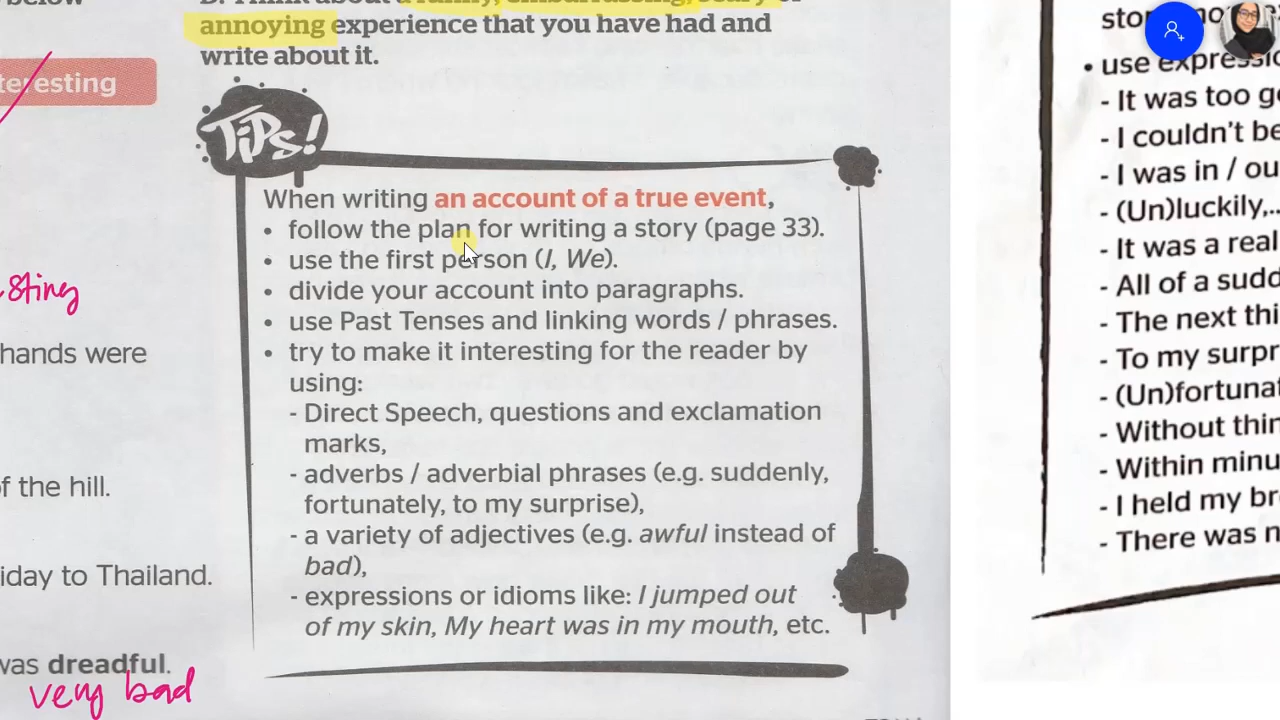 below
annoying experience that you have had and
write about it.
teresting
TiPs!
When writing an account of a true event,
• follow the plan for writing a story (page 33).
• use the first person (I, We).
• divide your account into paragraphs.
• use Past Tenses and linking words / phrases.
• try to make it interesting for the reader by
using:
- Direct Speech, questions and exclamation
marks,
- adverbs / adverbial phrases (e.g. suddenly,
fortunately, to my surprise),
- a variety of adjectives (e.g. awful instead of
bad),
- expressions or idioms like: I jumped out
of my skin, My heart was in my mouth, etc.
sting
hands were
f the hill.
iday to Thailand.
was dreadful.
very bad
• use expressio
- It was too g
- I couldn't be
- I was in / ou
- (Un)luckily,..
- It was a real
- All of a sudd
- The next thi
- To my surpr
- (Un)fortunat
- Without thin
- Within minu
- I held my br
- There was n